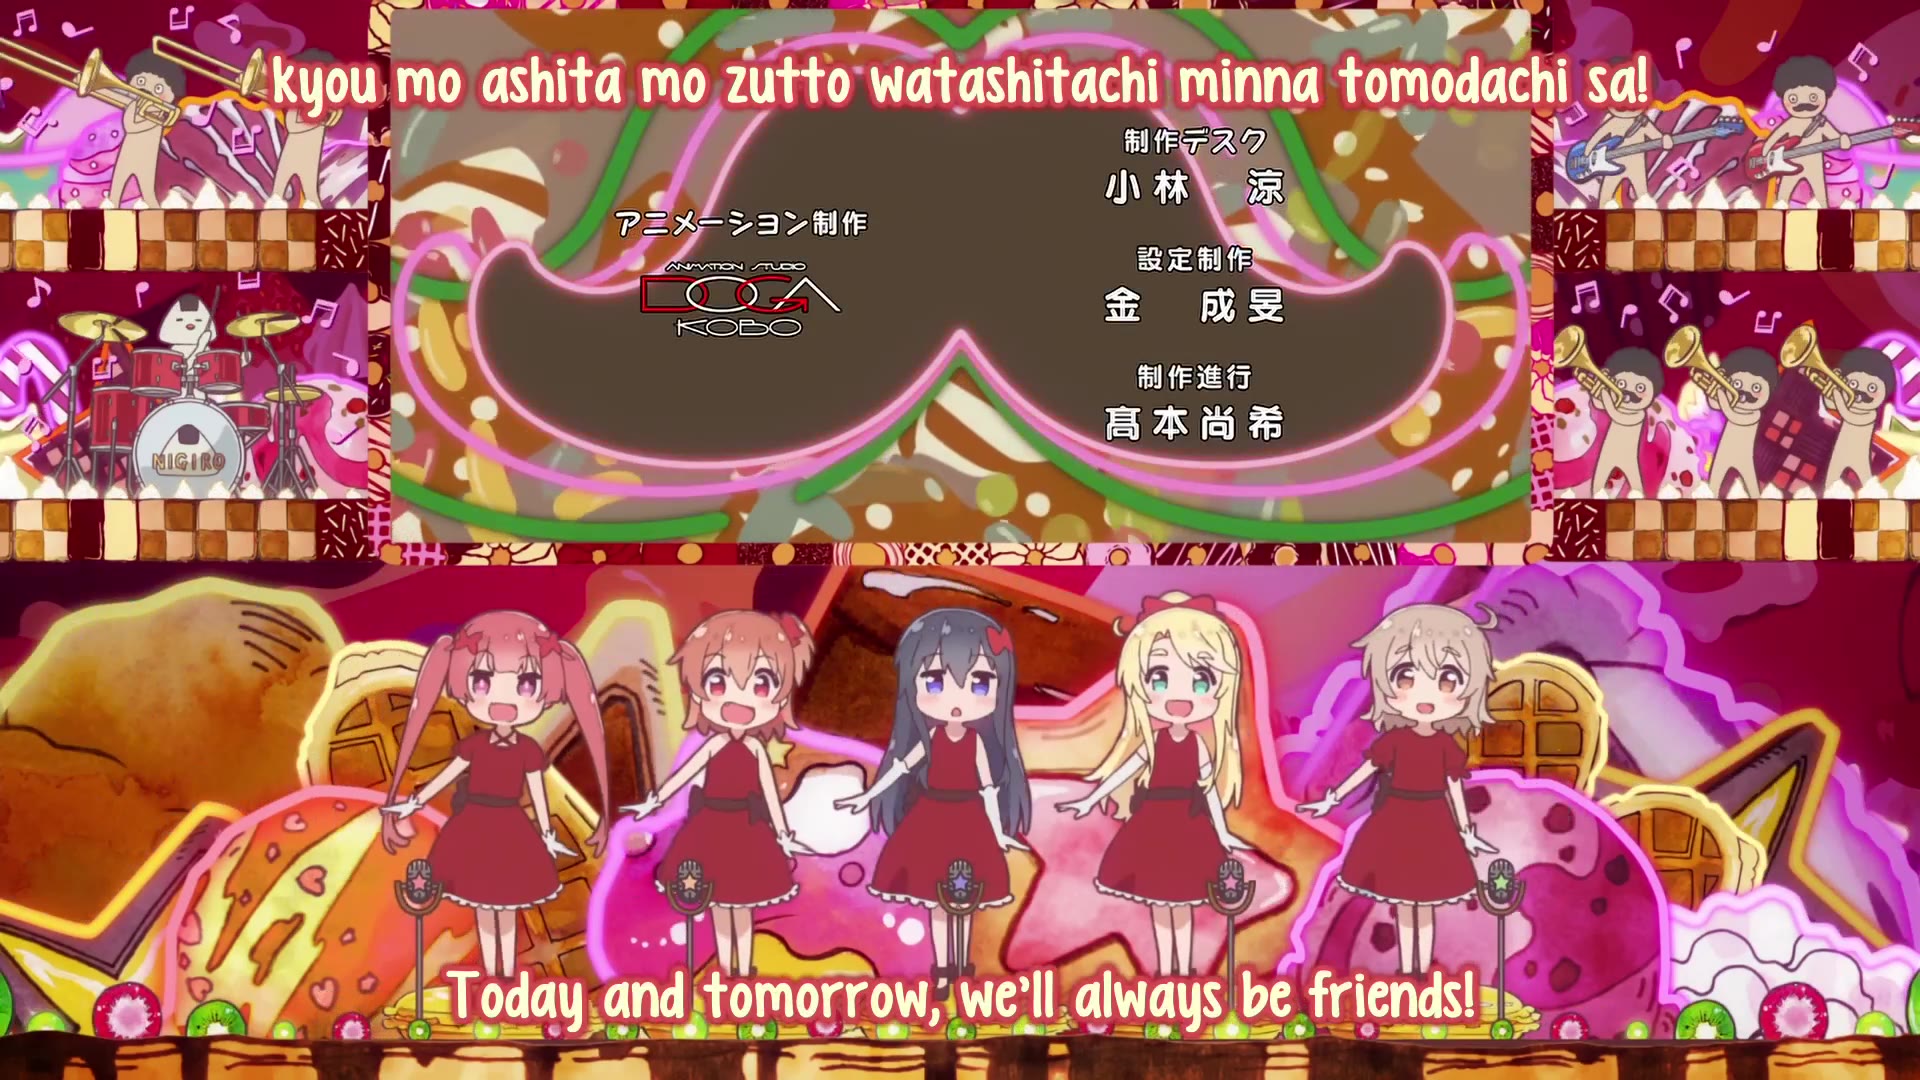 kyou mo ashita mo zutto watashitachi minna tomodachi sa!
アニメーション制作
ANIMATION STUDIO
DOGA
KOBO
制作デスク
小林 涼
設定制作
金 成旻
制作進行
髙本尚希
NIGIRO
Today and tomorrow, we'll always be friends!